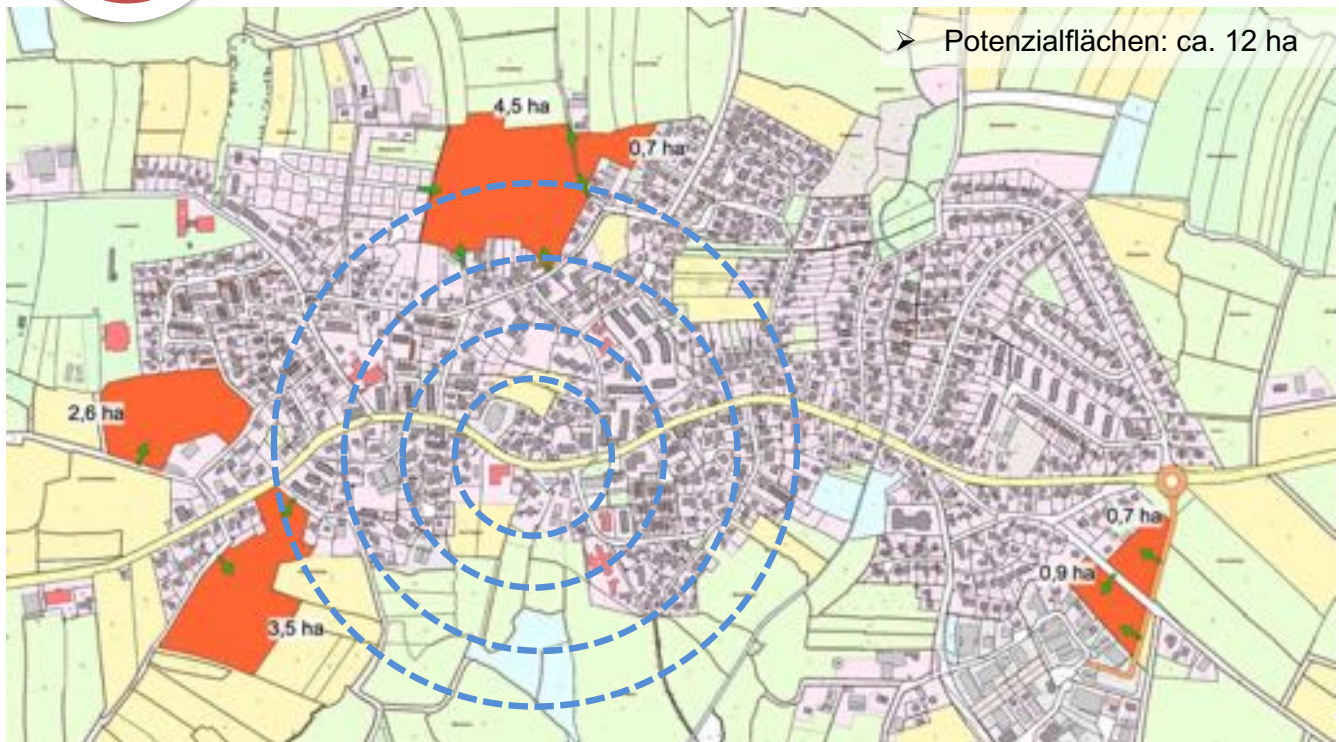 ➢ Potenzialflächen: ca. 12 ha
4,5 ha
0,7 ha
2,6 ha
0,7 ha
0,9 ha
3,5 ha